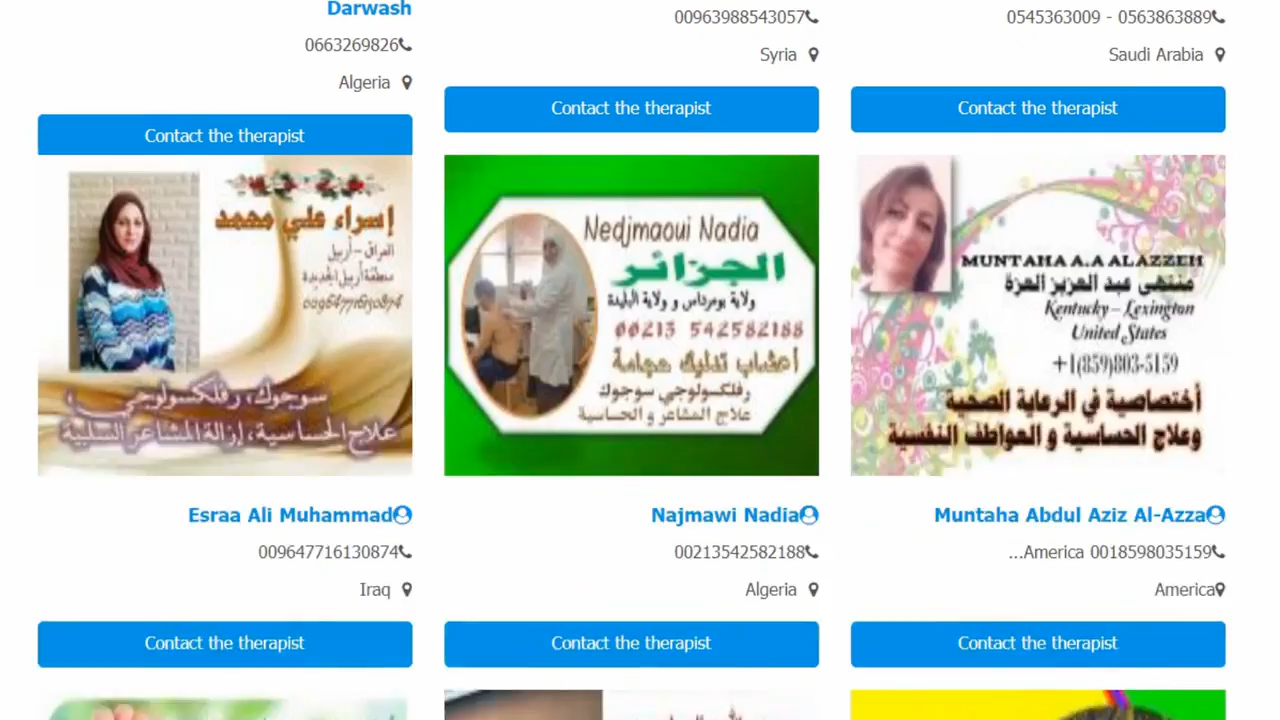 Darwash
0663269826
Algeria
Contact the therapist
00963988543057
Syria
Contact the therapist
0545363009 - 0563863889
Saudi Arabia
Contact the therapist
إسراء علي محمد
العراق - أربيل
منطقة أربيل الجديدة
سوجوك، رفلكسولوجي،
علاج الحساسية، إزالة المشاعر السلبية
Esraa Ali Muhammad
009647716130874
Iraq
Contact the therapist
Nedjmaoui Nadia
الجزائر
ولاية بومرداس و ولاية البليدة
00213 542582188
أعشاب تدليك حجامة
رفلكسولوجي سوجوك
علاج المشاعر و الحساسية
Najmawi Nadia
00213542582188
Algeria
Contact the therapist
MUNTAHA A.A ALAZZEH
منتهى عبد العزيز العزة
Kentucky - Lexington
United States
+1(859)803-5159
أختصاصية في الرعاية الصحية
وعلاج الحساسية و العواطف النفسية
Muntaha Abdul Aziz Al-Azza
...America 0018598035159
America
Contact the therapist